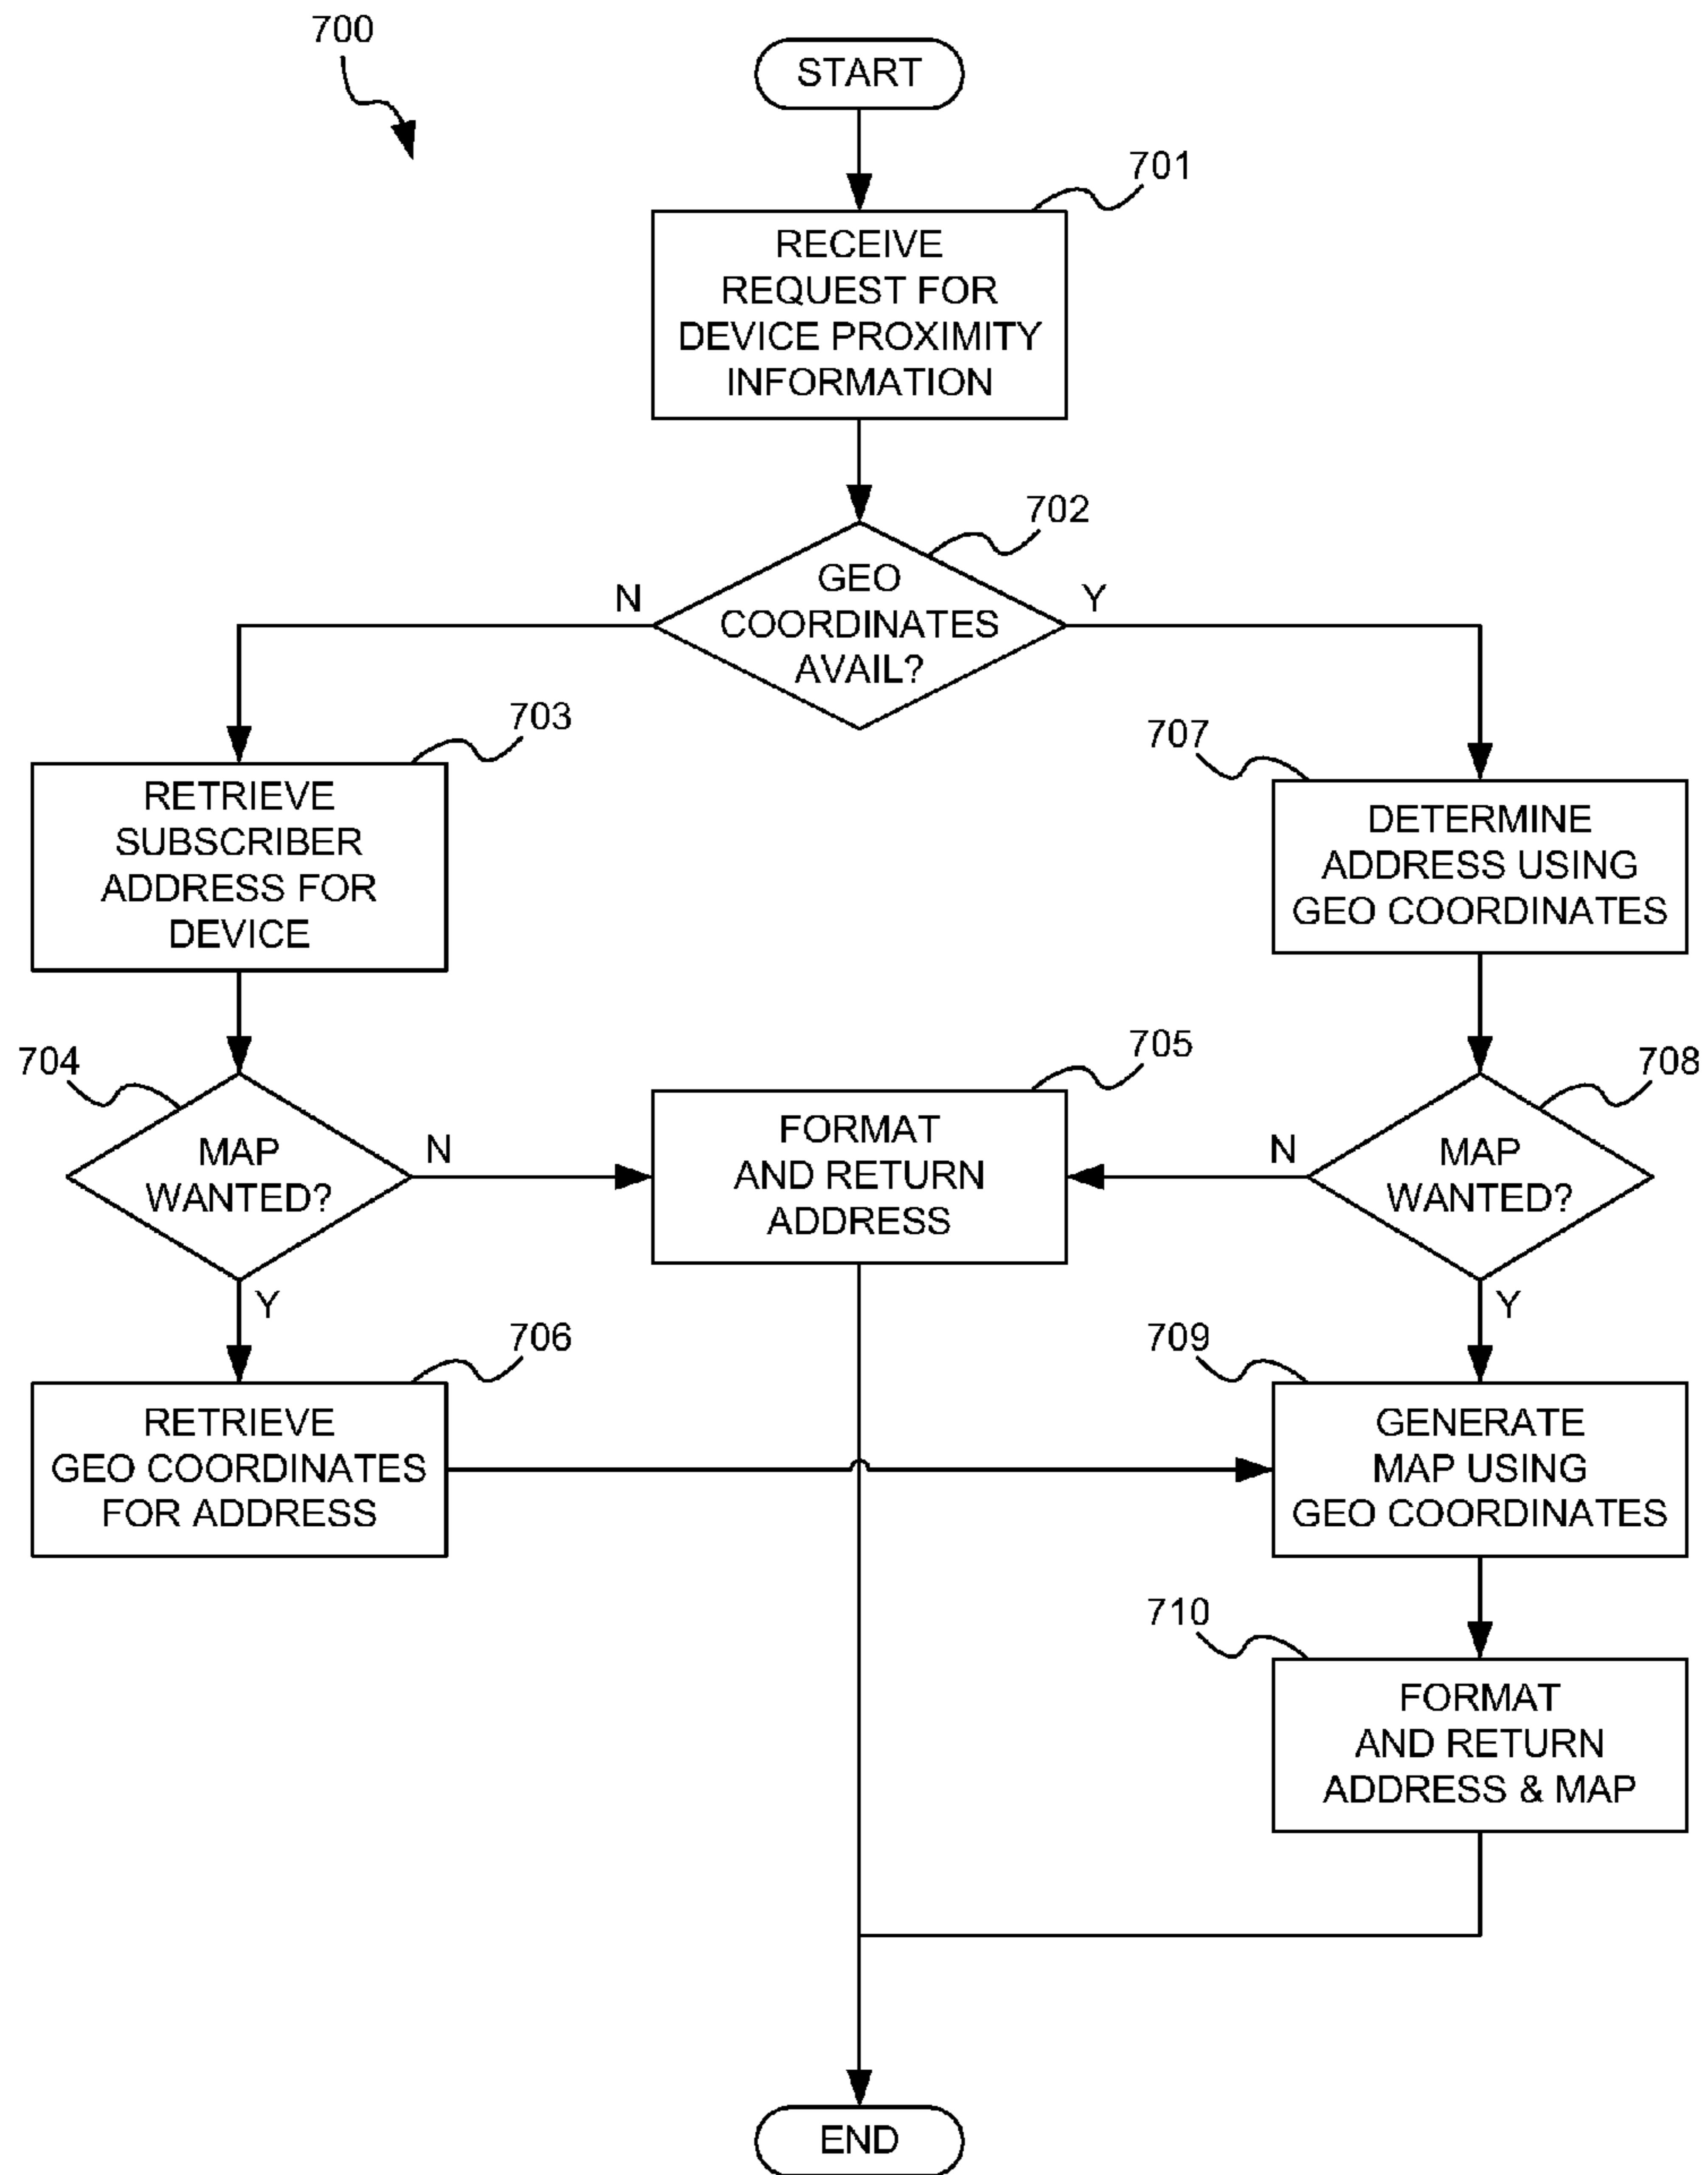 700
START
701
RECEIVE
REQUEST FOR
DEVICE PROXIMITY
INFORMATION
702
GEO
COORDINATES
AVAIL?
N
Y
703
RETRIEVE
SUBSCRIBER
ADDRESS FOR
DEVICE
707
DETERMINE
ADDRESS USING
GEO COORDINATES
704
MAP
WANTED?
N
Y
705
FORMAT
AND RETURN
ADDRESS
708
MAP
WANTED?
N
Y
706
RETRIEVE
GEO COORDINATES
FOR ADDRESS
709
GENERATE
MAP USING
GEO COORDINATES
710
FORMAT
AND RETURN
ADDRESS & MAP
END